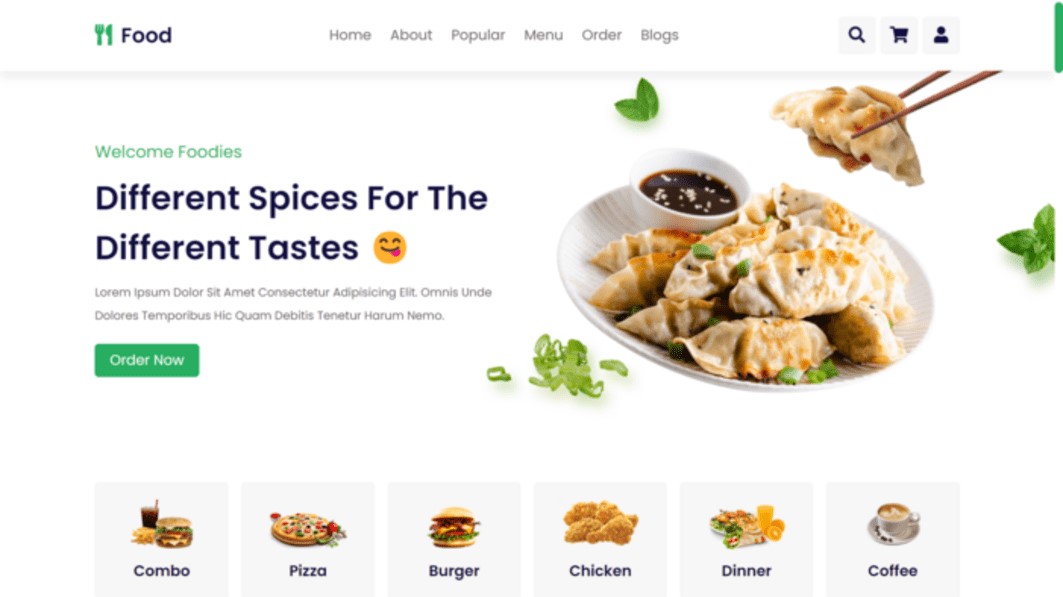 Food
Home About Popular Menu Order Blogs
Welcome Foodies
Different Spices For The
Different Tastes 😋
Lorem Ipsum Dolor Sit Amet Consectetur Adipisicing Elit. Omnis Unde
Dolores Temporibus Hic Quam Debitis Tenetur Harum Nemo.
Order Now
Combo
Pizza
Burger
Chicken
Dinner
Coffee